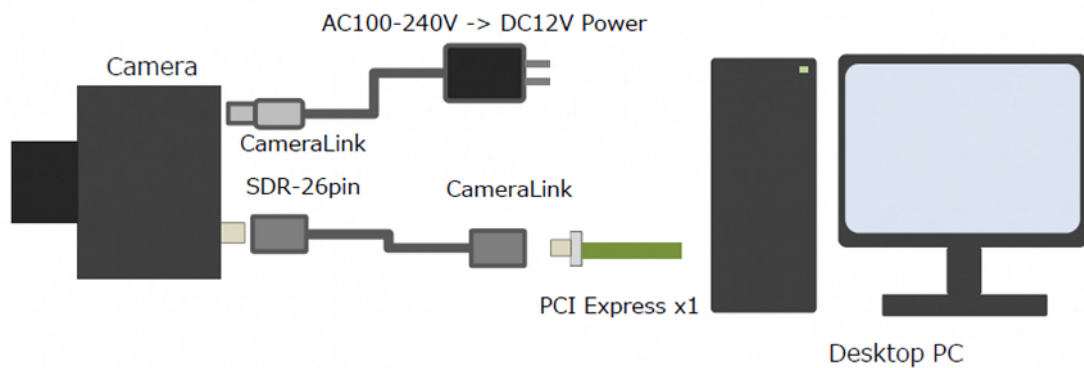 AC100-240V -> DC12V Power
Camera
CameraLink
SDR-26pin
CameraLink
PCI Express x1
Desktop PC